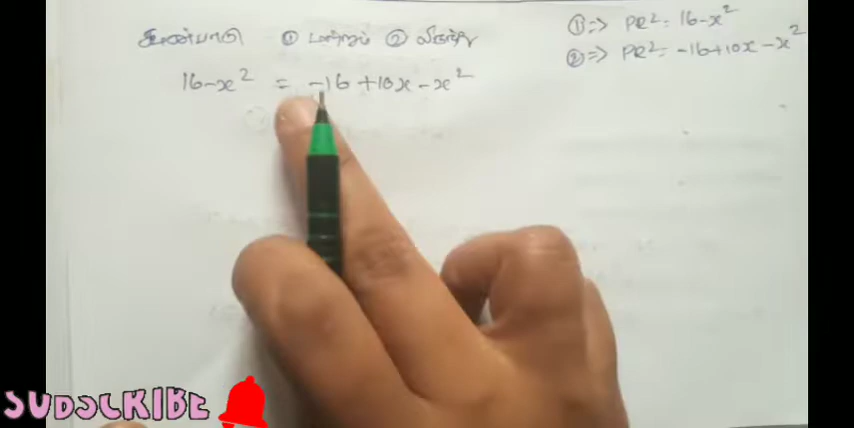 சமன்பாடு ① மற்றும் ② லிருந்து
16-x² = -16+10x-x²
①=> PR²=16-x²
②=> PR²= -16+10x-x²
SUBSCRIBE